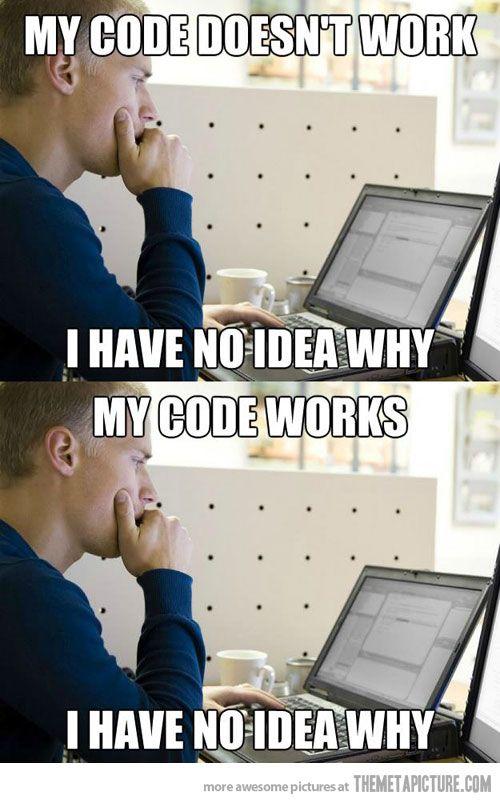 MY CODE DOESN'T WORK
I HAVE NO IDEA WHY
MY CODE WORKS
I HAVE NO IDEA WHY
more awesome pictures at THEMETAPICTURE.COM